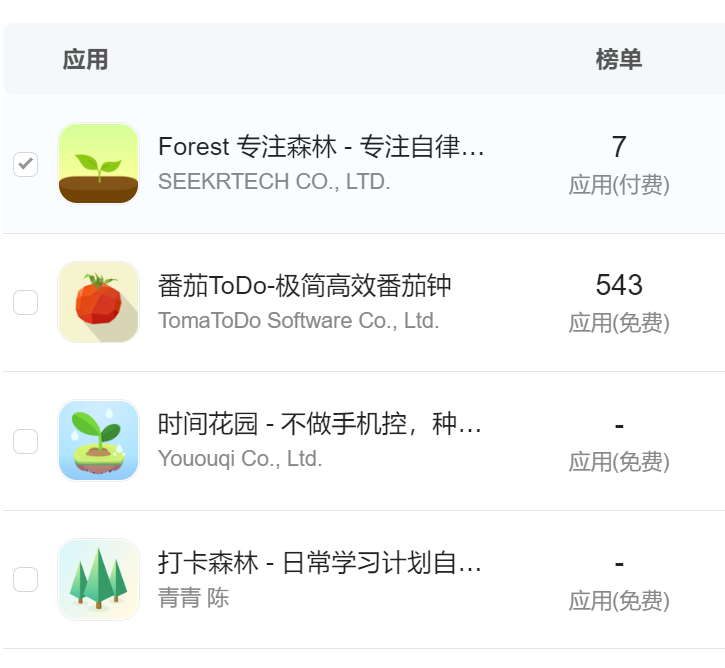 应用 榜单
Forest 专注森林 - 专注自律… 7
SEEKRTECH CO., LTD. 应用(付费)
番茄ToDo-极简高效番茄钟 543
TomaToDo Software Co., Ltd. 应用(免费)
时间花园 - 不做手机控，种… -
Yououqi Co., Ltd. 应用(免费)
打卡森林 - 日常学习计划自… -
青青 陈 应用(免费)